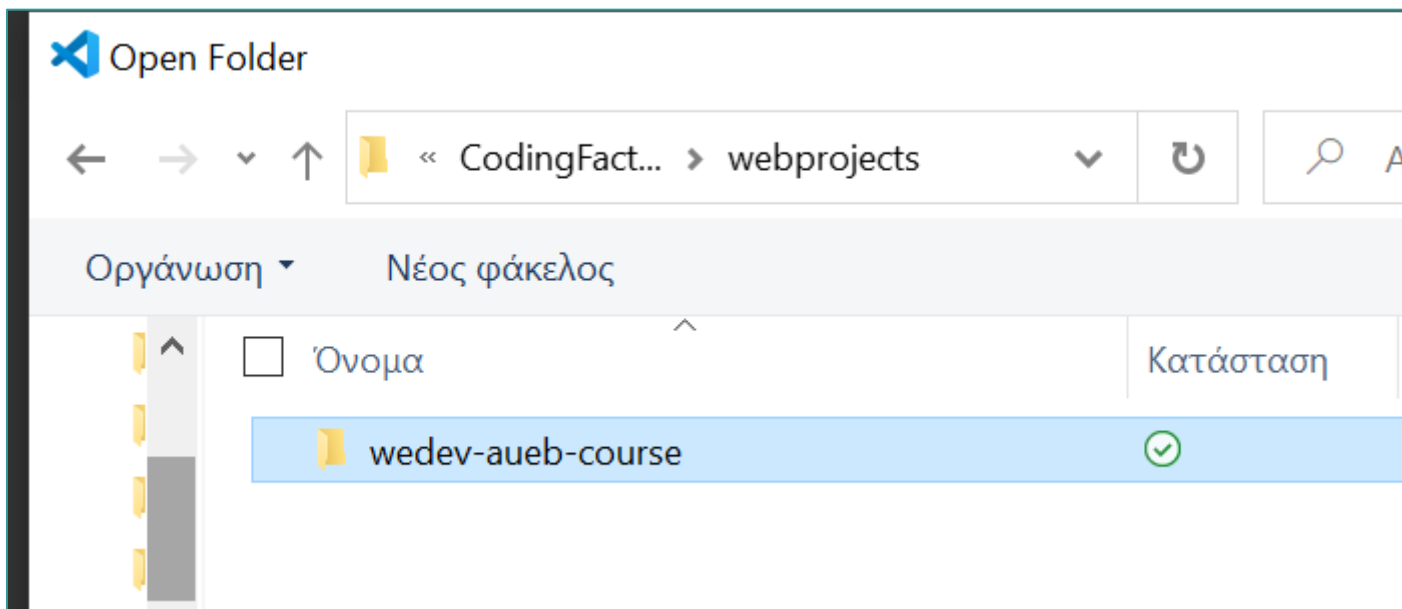 Open Folder
« CodingFact... > webprojects
Οργάνωση Νέος φάκελος
Όνομα Κατάσταση
wedev-aueb-course